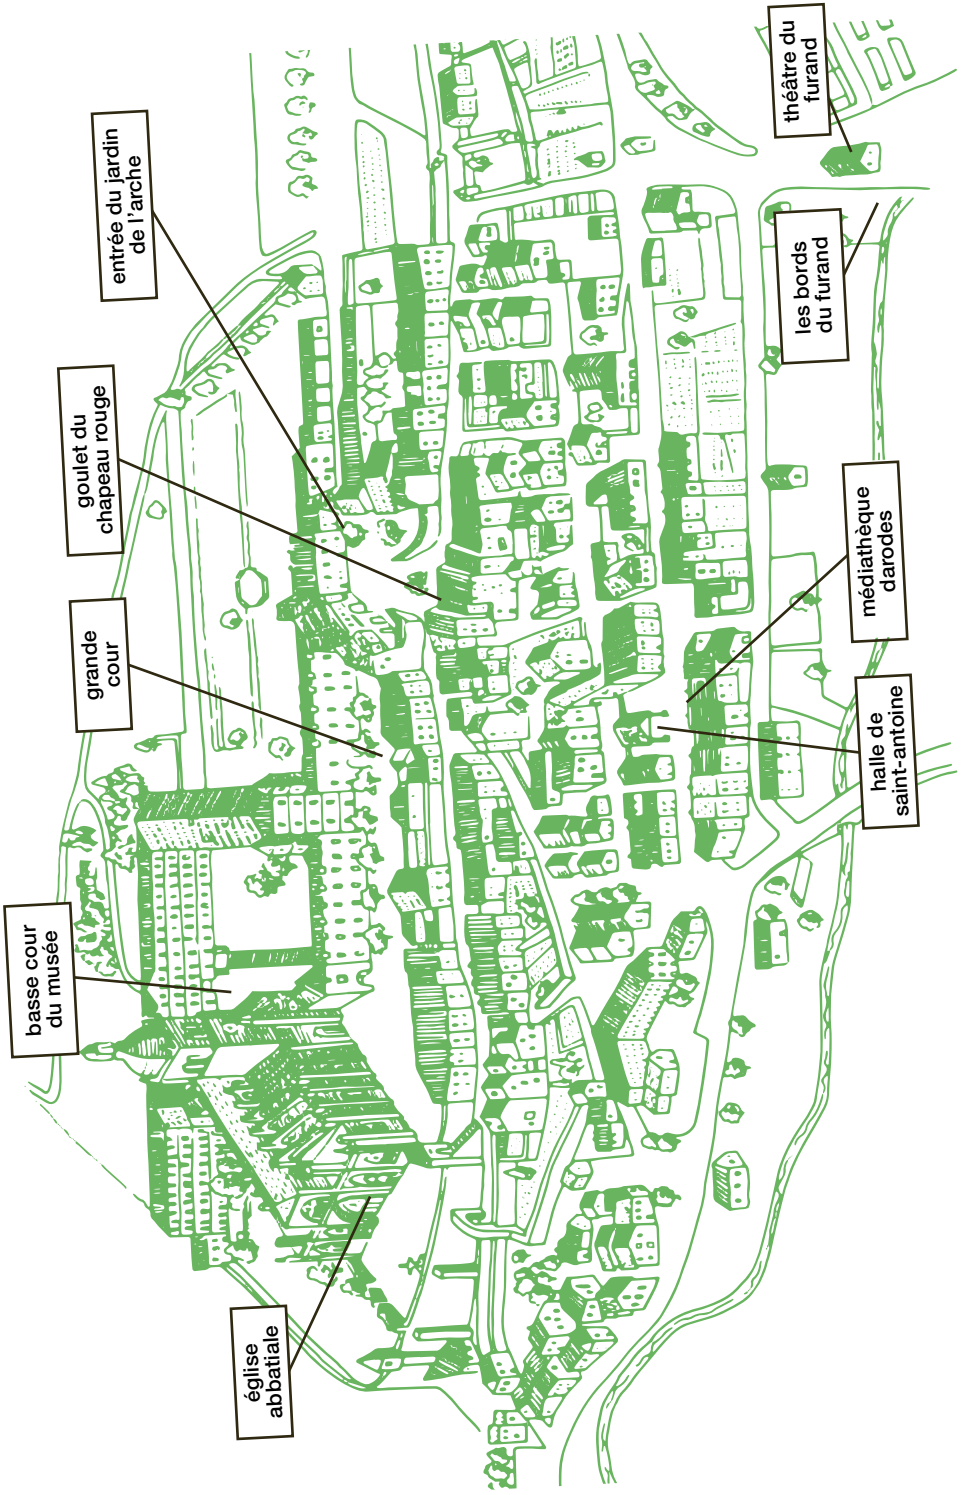 église
abbatiale
basse cour
du musée
grande
cour
goulet du
chapeau rouge
entrée du jardin
de l'arche
halle de
saint-antoine
médiathèque
darodes
les bords
du furand
théâtre du
furand